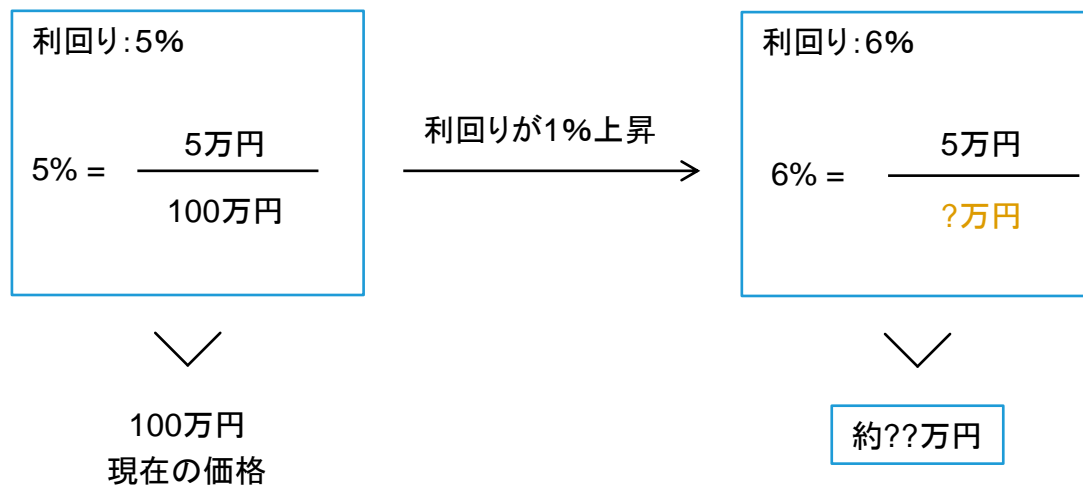 利回り:5%
5% =
5万円
100万円
利回りが1%上昇
利回り:6%
6% =
5万円
?万円
100万円
現在の価格
約??万円